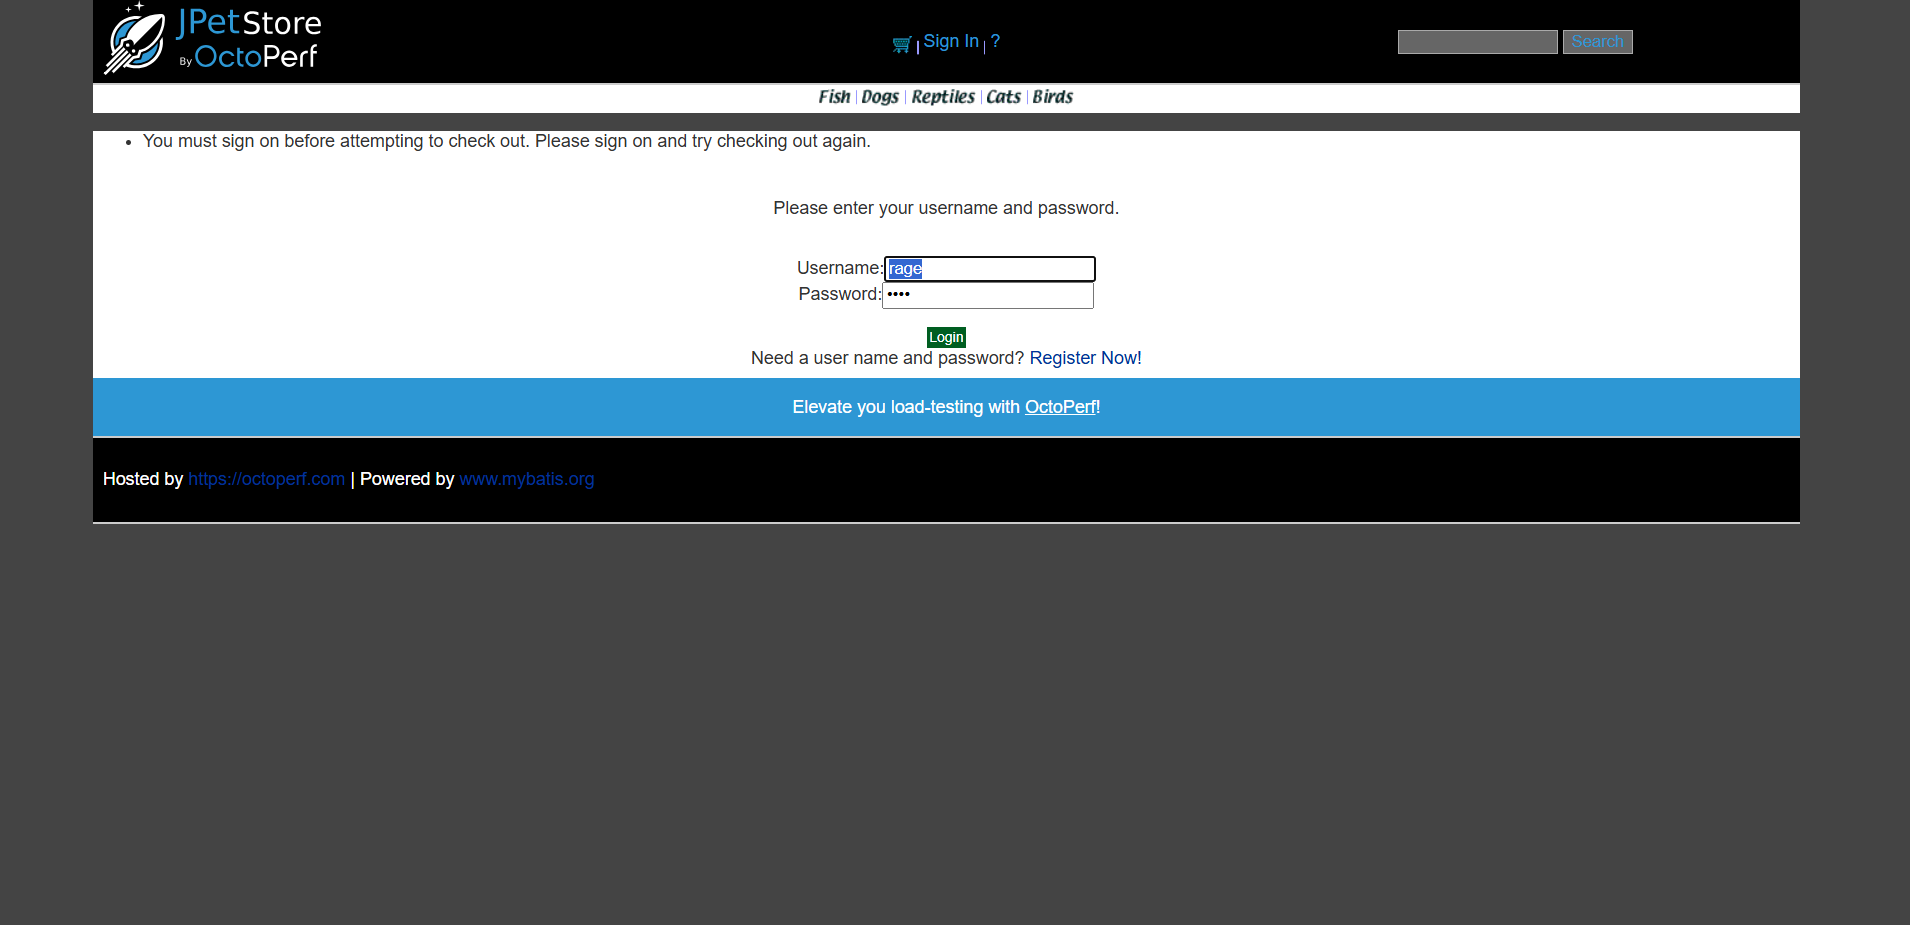 JPetStore
By OctoPerf
Sign In ?
Search
Fish Dogs Reptiles Cats Birds
You must sign on before attempting to check out. Please sign on and try checking out again.
Please enter your username and password.
Username: rage
Password: ••••
Login
Need a user name and password? Register Now!
Elevate you load-testing with OctoPerf!
Hosted by https://octoperf.com | Powered by www.mybatis.org